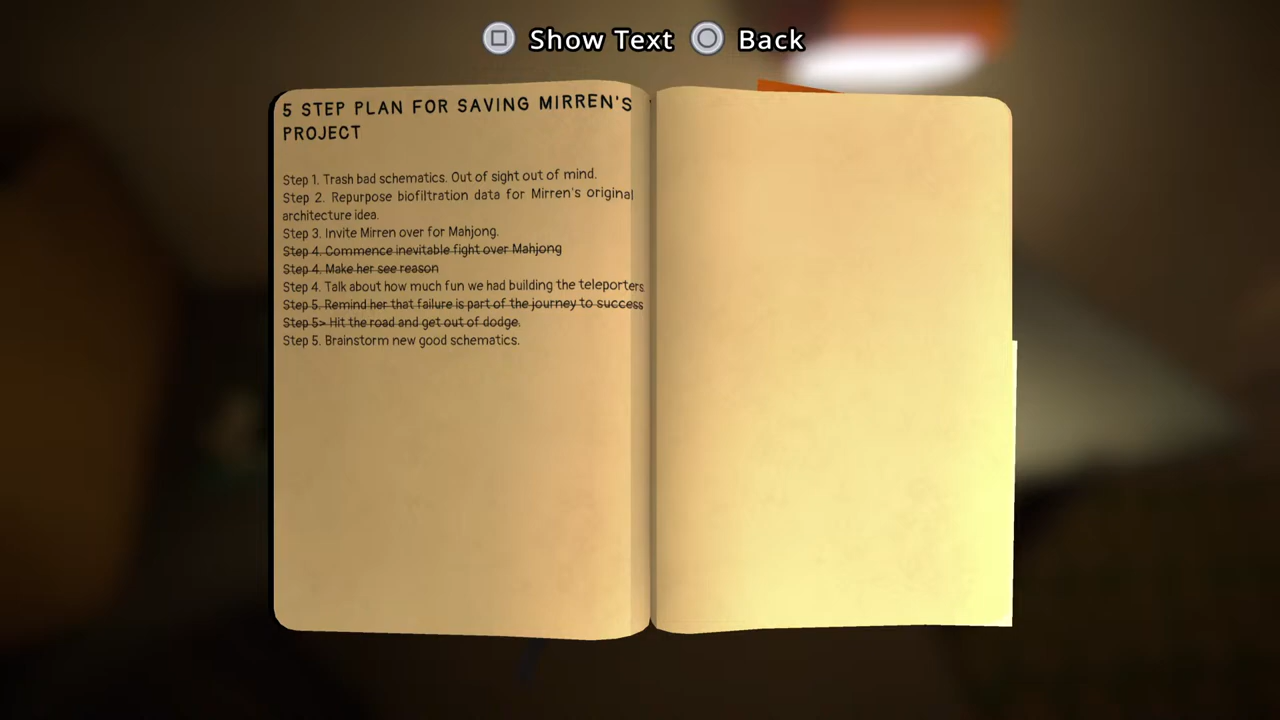 Show Text Back
5 STEP PLAN FOR SAVING MIRREN'S
PROJECT
Step 1. Trash bad schematics. Out of sight out of mind.
Step 2. Repurpose biofiltration data for Mirren's original
architecture idea.
Step 3. Invite Mirren over for Mahjong.
Step 4. Commence inevitable fight over Mahjong
Step 4. Make her see reason
Step 4. Talk about how much fun we had building the teleporters
Step 5. Remind her that failure is part of the journey to success
Step 5> Hit the road and get out of dodge.
Step 5. Brainstorm new good schematics.